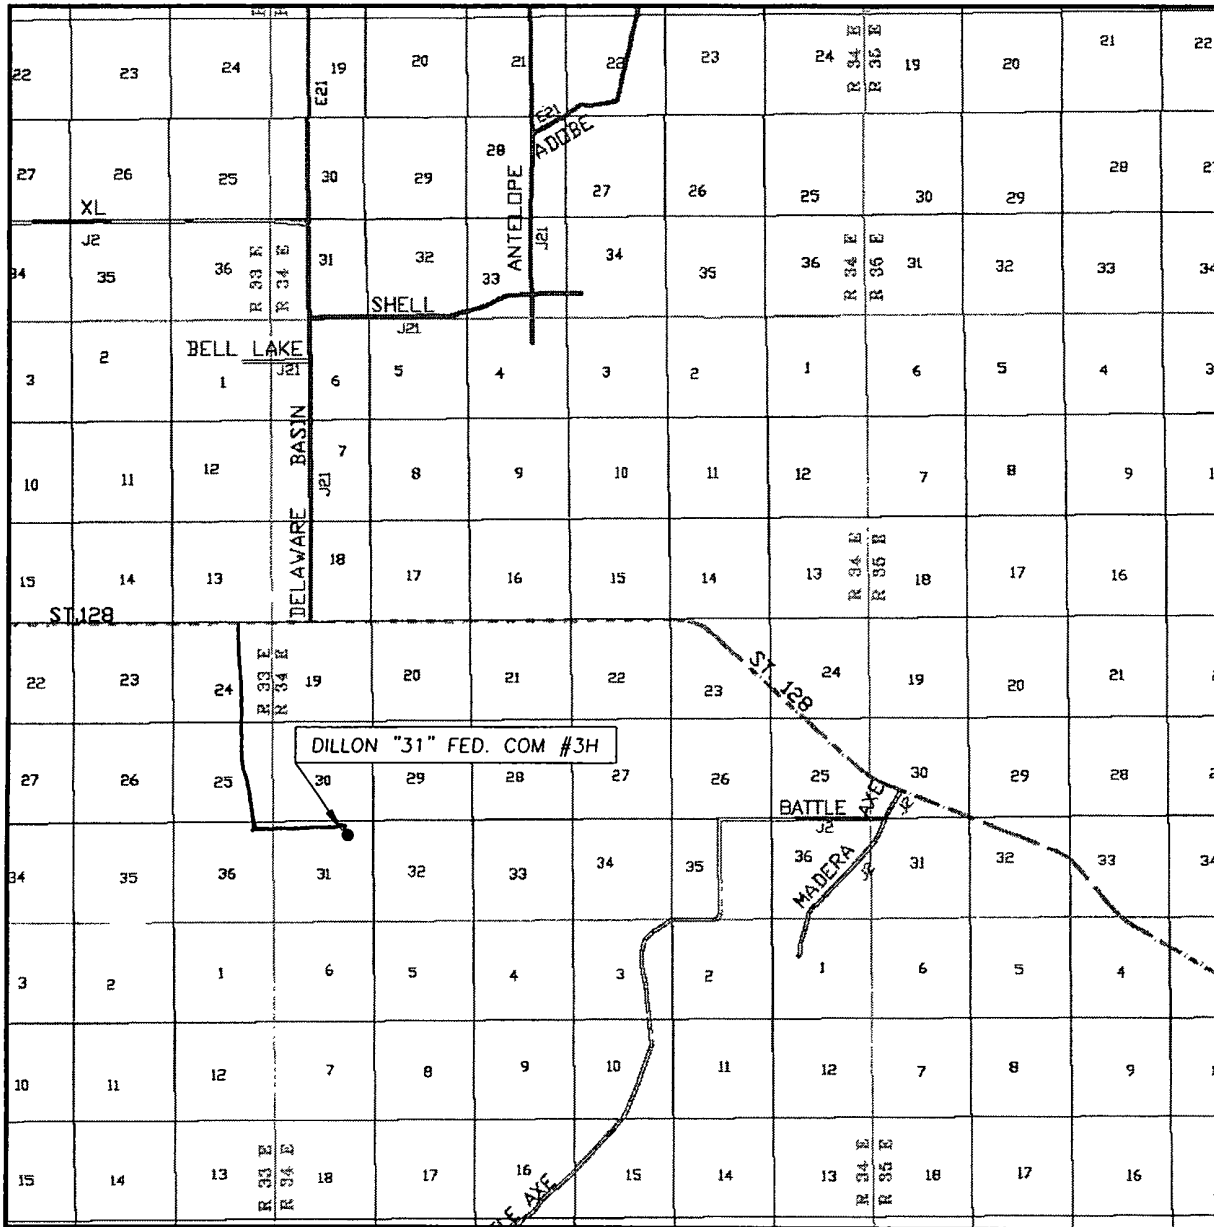 R 33 E R 34 E
22 23 24 19 20 21 22 23 24 R 34 E R 35 E 19 20 21 22
E21
E21
ADOBE
27 26 25 30 29 28 27 26 25 30 29 28
XL
J2
ANTELOPE
J21
34 35 36 R 33 E R 34 E 31 32 33 34 35 36 R 34 E R 35 E 31 32 33 34
SHELL
J21
BELL LAKE
J21
3 2 1 6 5 4 3 2 1 6 5 4 3
DELAWARE BASIN
J21
10 11 12 7 8 9 10 11 12 7 8 9
15 14 13 18 17 16 15 14 13 R 34 E R 35 E 18 17 16
ST.128
22 23 24 R 33 E R 34 E 19 20 21 22 23 24 19 20 21
ST. 128
DILLON "31" FED. COM #3H
27 26 25 30 29 28 27 26 25 30 29 28
BATTLE AXE
J2
J2
34 35 36 31 32 33 34 35 36 31 32 33 34
MADERA
J2
3 2 1 6 5 4 3 2 1 6 5 4
10 11 12 7 8 9 10 11 12 7 8 9
15 14 13 R 33 E R 34 E 18 17 16 15 14 13 R 34 E R 35 E 18 17 16
LE AXE